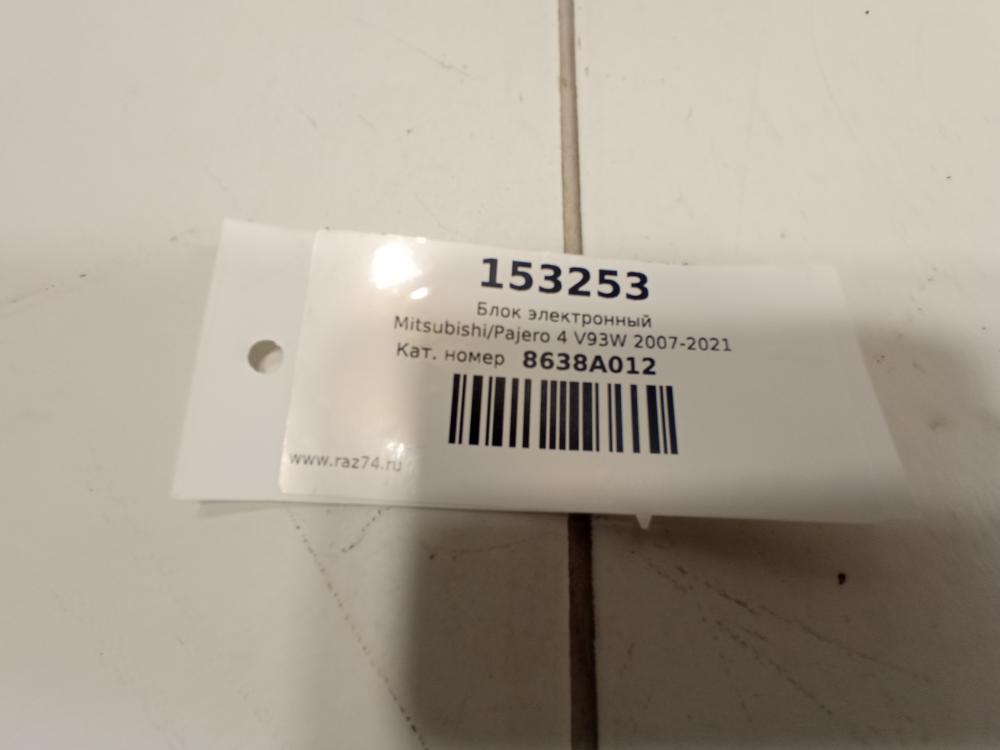 153253
Блок электронный
Mitsubishi/Pajero 4 V93W 2007-2021
Кат. номер 8638A012
www.raz74.ru